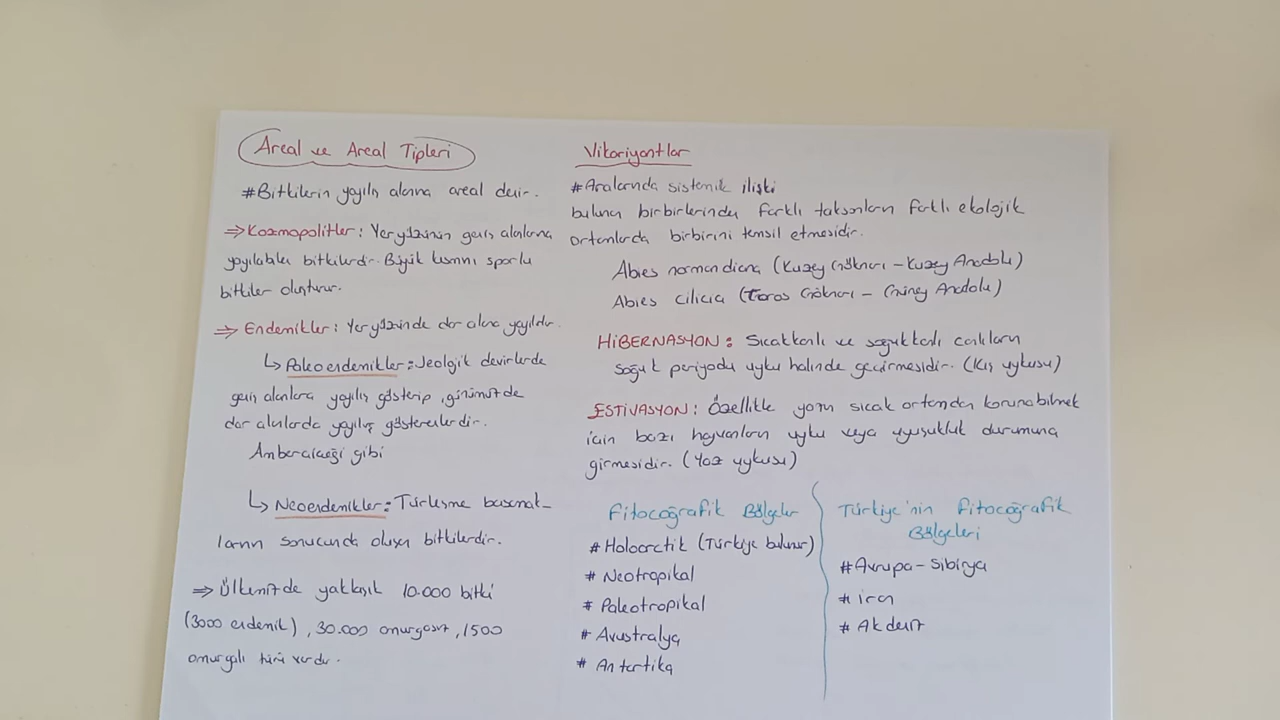 Areal ve Areal Tipleri
#Bitkilerin yayılış alanına areal denir.
⇒ Kozmopolitler: Yeryüzünün geniş alanlarına
yayılabilen bitkilerdir. Büyük kısmını sporlu
bitkiler oluşturur.
⇒ Endemikler: Yeryüzünde dar alana yayılır.
↳ Paleoendemikler: Jeolojik devirlerde
geniş alanlara yayılış gösterip, günümüzde
dar alanlarda yayılış gösterenlerdir.
Amberciçeği gibi
↳ Neoendemikler: Türleşme basamak-
larının sonucunda oluşan bitkilerdir.
⇒ Ülkemizde yaklaşık 10.000 bitki
(3000 endemik), 30.000 omurgasız, 1500
omurgalı türü vardır.
Vikariyantlar
#Aralarında sistemik ilişki
bulunan birbirlerinden farklı taksonların farklı ekolojik
ortamlarda birbirini temsil etmesidir.
Abies normandiana (Kuzey Göknarı - Kuzey Anadolu)
Abies cilicia (Toros Göknarı - Güney Anadolu)
HİBERNASYON: Sıcakkanlı ve soğukkanlı canlıların
soğuk periyodu uyku halinde geçirmesidir. (Kış uykusu)
ESTİVASYON: Özellikle yazın sıcak ortamdan korunabilmek
için bazı hayvanların uyku veya uyuşukluk durumuna
girmesidir. (Yaz uykusu)
Fitocoğrafik Bölgeler
#Holoarctik (Türkiye bulunur)
# Neotropikal
# Paleotropikal
# Avustralya
# Antartika
Türkiye'nin Fitocoğrafik
Bölgeleri
#Avrupa-Sibirya
# İran
# Akdeniz